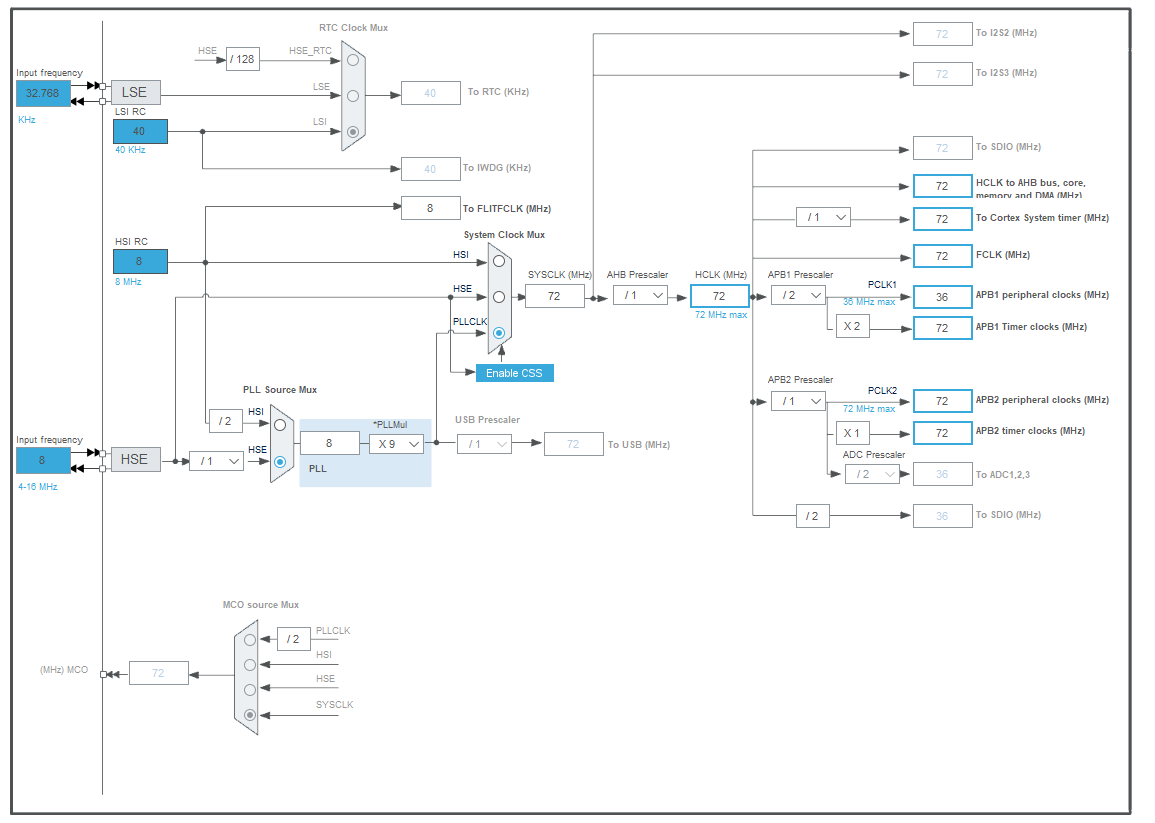 RTC Clock Mux
HSE
/ 128
HSE_RTC
72
To I2S2 (MHz)
72
To I2S3 (MHz)
Input frequency
32.768
KHz
LSE
LSE
40
To RTC (KHz)
LSI RC
40
40 KHz
LSI
40
To IWDG (KHz)
8
To FLITFCLK (MHz)
HSI RC
8
8 MHz
System Clock Mux
HSI
HSE
PLLCLK
Enable CSS
SYSCLK (MHz)
72
AHB Prescaler
/ 1
HCLK (MHz)
72
72 MHz max
72
To SDIO (MHz)
72
HCLK to AHB bus, core,
memory and DMA (MHz)
/ 1
72
To Cortex System timer (MHz)
72
FCLK (MHz)
APB1 Prescaler
/ 2
PCLK1
36 MHz max
36
APB1 peripheral clocks (MHz)
X 2
72
APB1 Timer clocks (MHz)
APB2 Prescaler
/ 1
PCLK2
72 MHz max
72
APB2 peripheral clocks (MHz)
X 1
72
APB2 timer clocks (MHz)
ADC Prescaler
/ 2
36
To ADC1,2,3
/ 2
36
To SDIO (MHz)
PLL Source Mux
/ 2
HSI
Input frequency
8
4-16 MHz
HSE
/ 1
HSE
8
*PLLMul
X 9
PLL
USB Prescaler
/ 1
72
To USB (MHz)
MCO source Mux
/ 2
PLLCLK
HSI
HSE
SYSCLK
(MHz) MCO
72